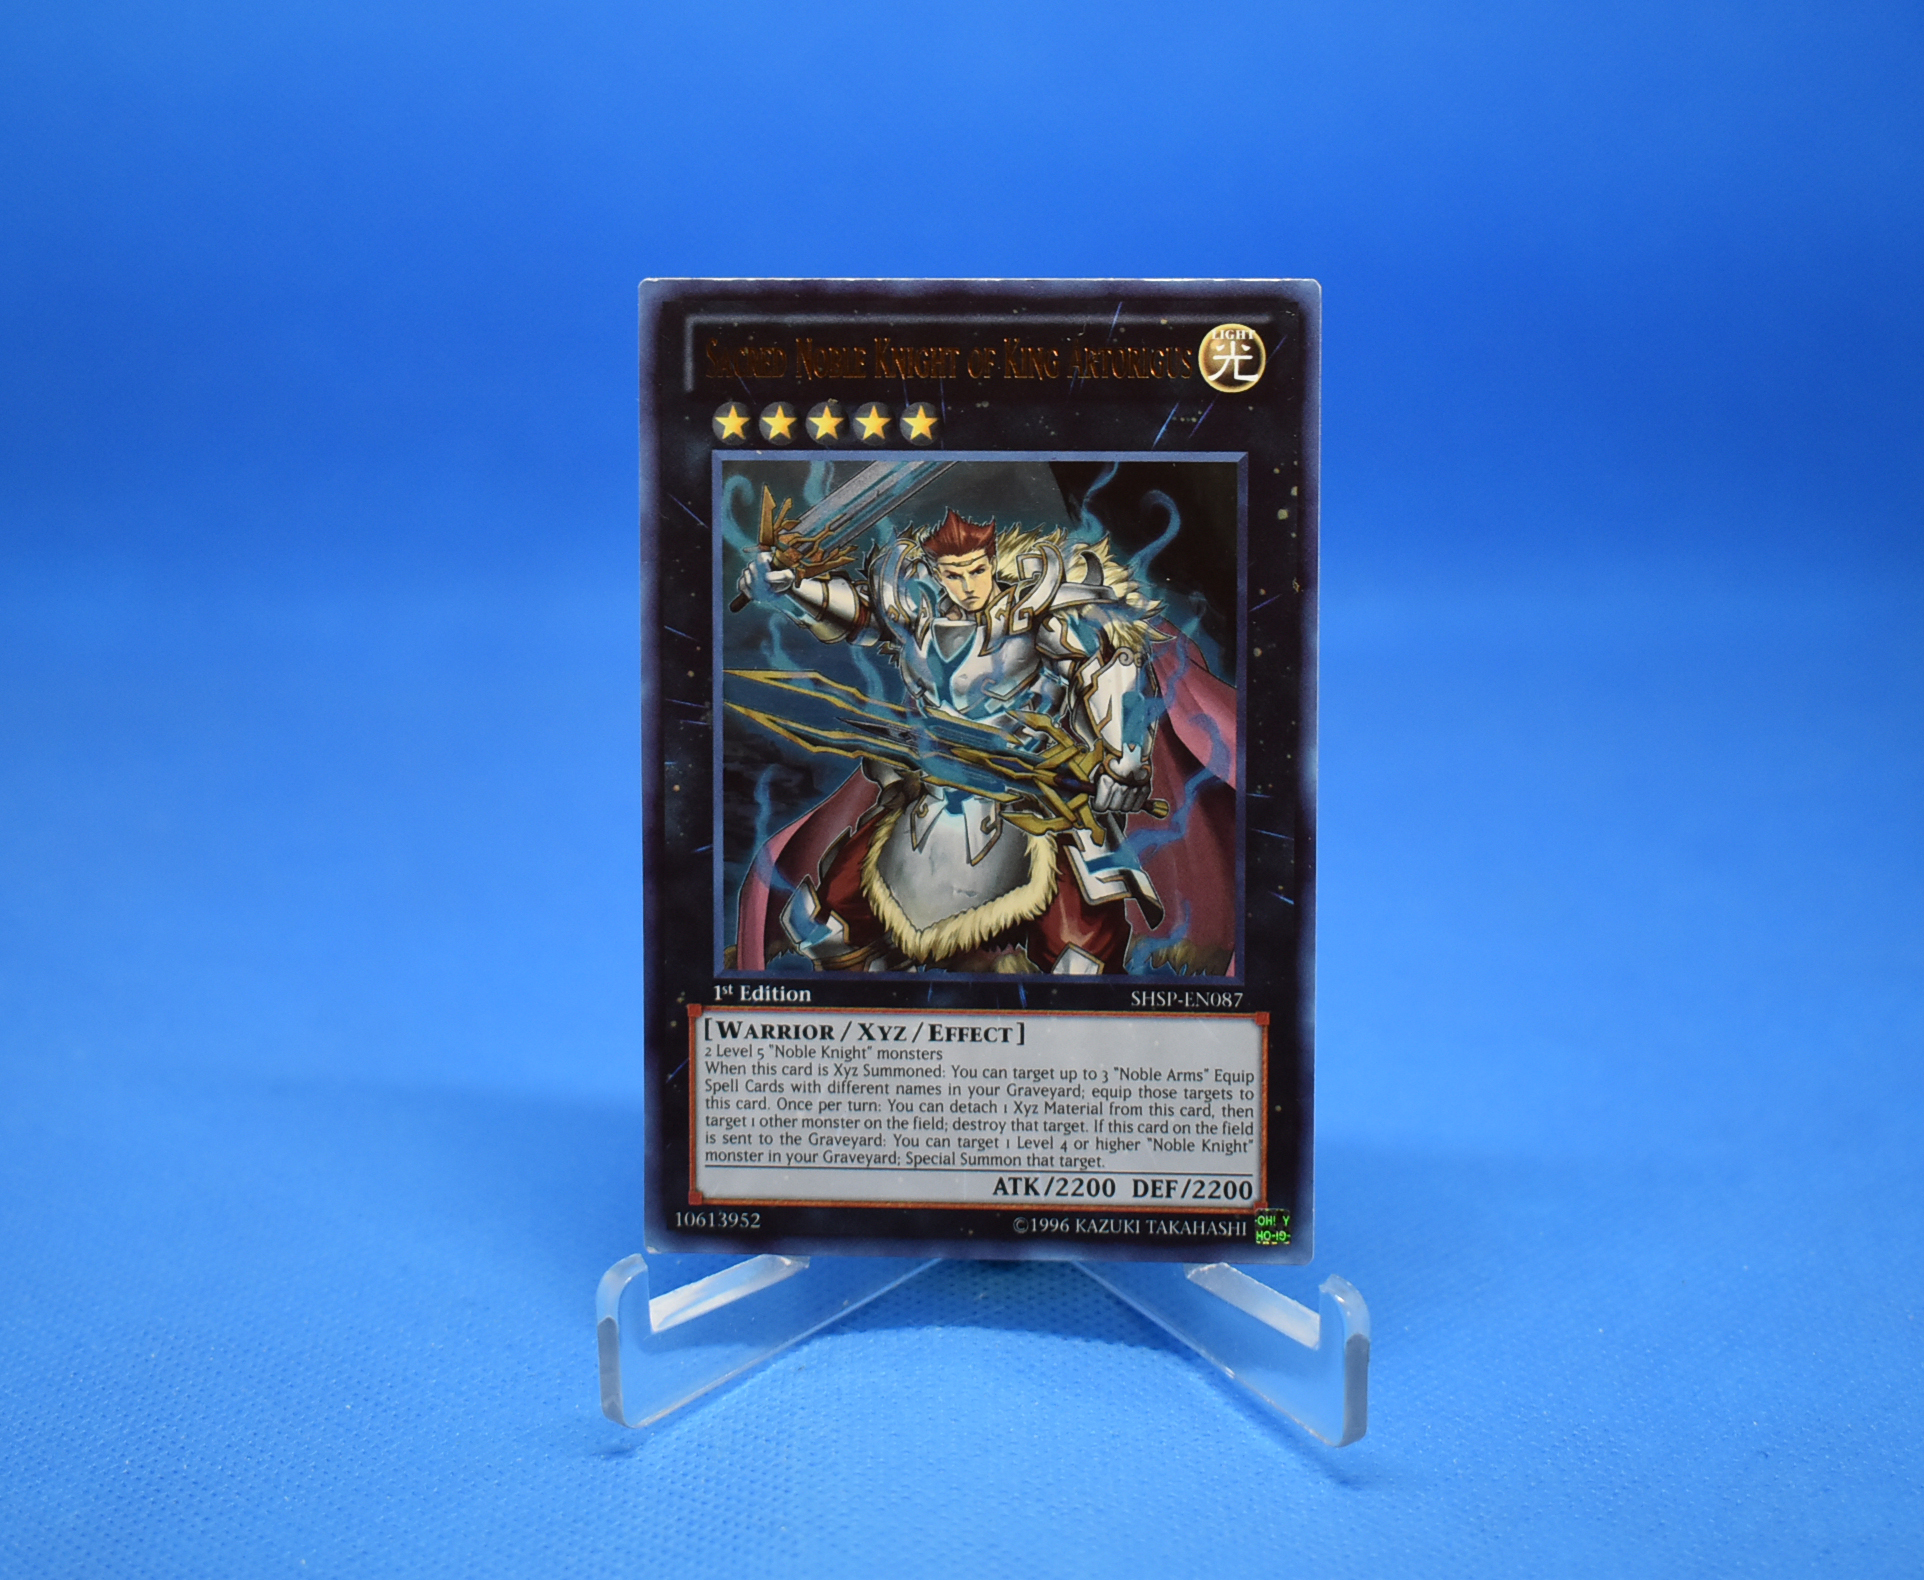 Sacred Noble Knight of King Artorigus
LIGHT
光
1st Edition
SHSP-EN087
[Warrior / Xyz / Effect]
2 Level 5 "Noble Knight" monsters
When this card is Xyz Summoned: You can target up to 3 "Noble Arms" Equip
Spell Cards with different names in your Graveyard; equip those targets to
this card. Once per turn: You can detach 1 Xyz Material from this card, then
target 1 other monster on the field; destroy that target. If this card on the field
is sent to the Graveyard: You can target 1 Level 4 or higher "Noble Knight"
monster in your Graveyard; Special Summon that target.
ATK/2200 DEF/2200
10613952
©1996 KAZUKI TAKAHASHI
-OH! Y